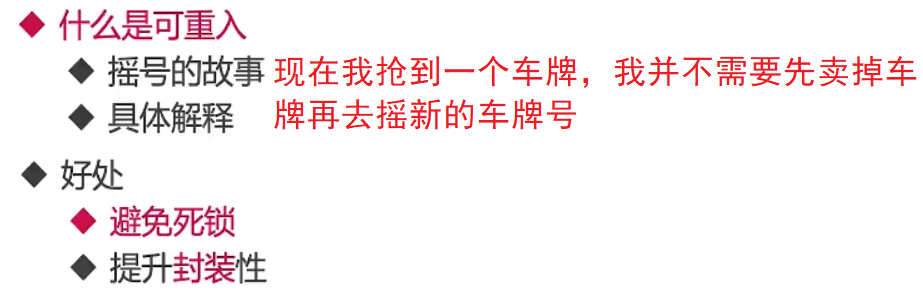 什么是可重入
摇号的故事 现在我抢到一个车牌，我并不需要先卖掉车
具体解释 牌再去摇新的车牌号
好处
避免死锁
提升封装性